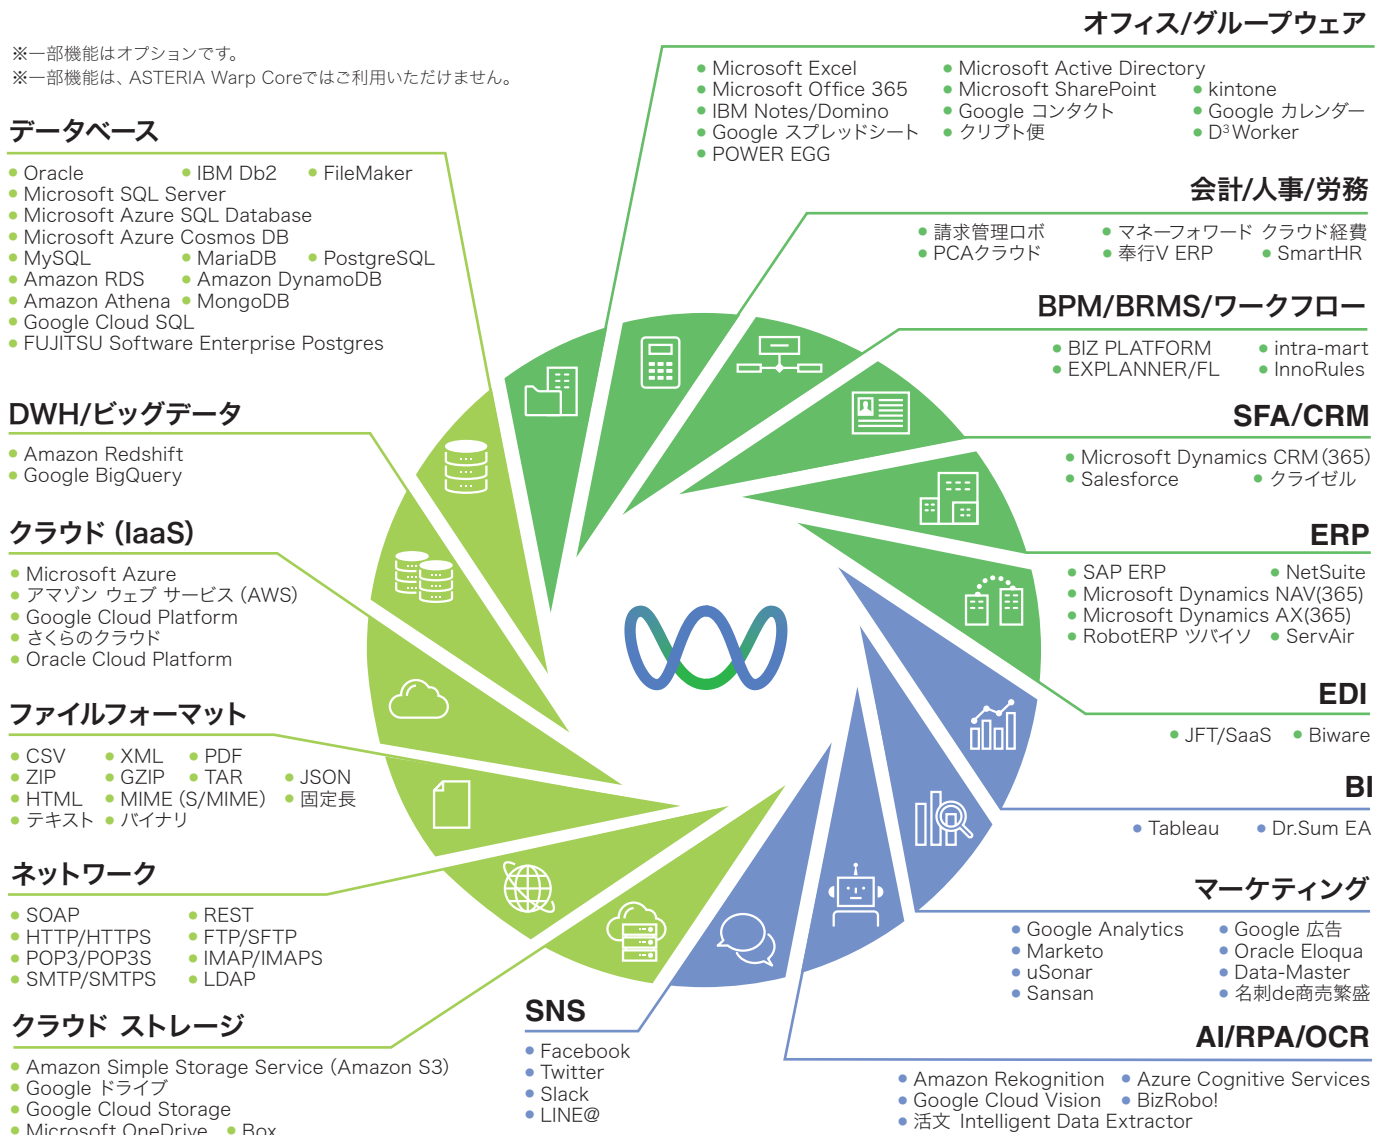 ※一部機能はオプションです。
※一部機能は、ASTERIA Warp Coreではご利用いただけません。
データベース
Oracle IBM Db2 FileMaker
Microsoft SQL Server
Microsoft Azure SQL Database
Microsoft Azure Cosmos DB
MySQL MariaDB PostgreSQL
Amazon RDS Amazon DynamoDB
Amazon Athena MongoDB
Google Cloud SQL
FUJITSU Software Enterprise Postgres
DWH/ビッグデータ
Amazon Redshift
Google BigQuery
クラウド（IaaS）
Microsoft Azure
アマゾン ウェブ サービス（AWS）
Google Cloud Platform
さくらのクラウド
Oracle Cloud Platform
ファイルフォーマット
CSV XML PDF
ZIP GZIP TAR JSON
HTML MIME（S/MIME） 固定長
テキスト バイナリ
ネットワーク
SOAP REST
HTTP/HTTPS FTP/SFTP
POP3/POP3S IMAP/IMAPS
SMTP/SMTPS LDAP
クラウド ストレージ
Amazon Simple Storage Service（Amazon S3）
Google ドライブ
Google Cloud Storage
Microsoft OneDrive Box
オフィス/グループウェア
Microsoft Excel Microsoft Active Directory
Microsoft Office 365 Microsoft SharePoint kintone
IBM Notes/Domino Google コンタクト Google カレンダー
Google スプレッドシート クリプト便 D³Worker
POWER EGG
会計/人事/労務
請求管理ロボ マネーフォワード クラウド経費
PCAクラウド 奉行V ERP SmartHR
BPM/BRMS/ワークフロー
BIZ PLATFORM intra-mart
EXPLANNER/FL InnoRules
SFA/CRM
Microsoft Dynamics CRM（365）
Salesforce クライゼル
ERP
SAP ERP NetSuite
Microsoft Dynamics NAV(365)
Microsoft Dynamics AX(365)
RobotERP ツバイソ ServAir
EDI
JFT/SaaS Biware
BI
Tableau Dr.Sum EA
マーケティング
Google Analytics Google 広告
Marketo Oracle Eloqua
uSonar Data-Master
Sansan 名刺de商売繁盛
AI/RPA/OCR
Amazon Rekognition Azure Cognitive Services
Google Cloud Vision BizRobo!
活文 Intelligent Data Extractor
SNS
Facebook
Twitter
Slack
LINE@